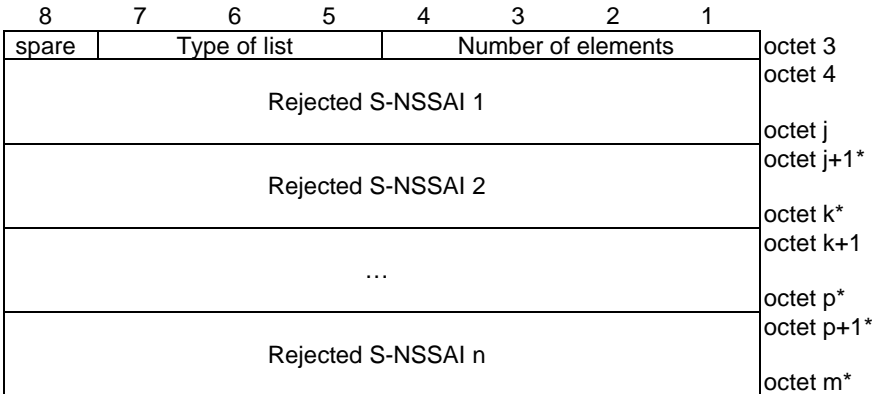 8 7 6 5 4 3 2 1
spare Type of list Number of elements octet 3
octet 4
Rejected S-NSSAI 1
octet j
octet j+1*
Rejected S-NSSAI 2
octet k*
octet k+1
…
octet p*
octet p+1*
Rejected S-NSSAI n
octet m*